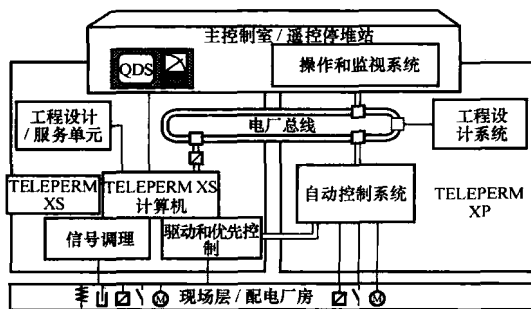 主控制室 / 遥控停堆站
QDS
操作和监视系统
工程设计
/ 服务单元
电厂总线
工程设
计系统
TELEPERM
XS
TELEPERM XS
计算机
自动控制系统
TELEPERM
XP
信号调理
驱动和优先控
制
现场层 / 配电厂房
M
M